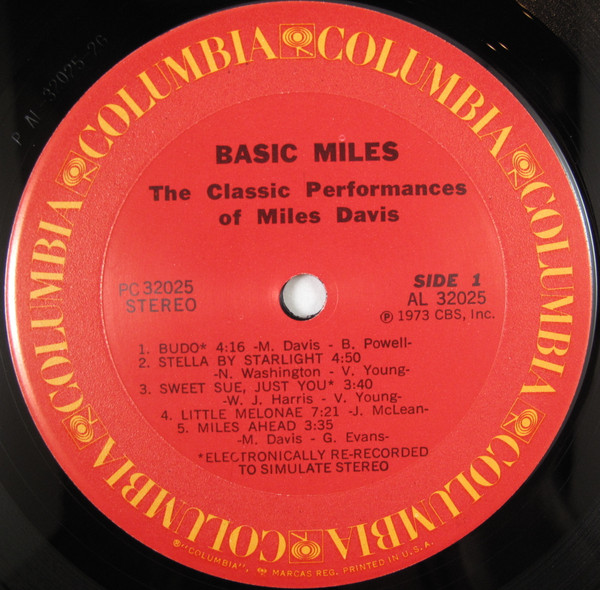 P AL 32025 2G
COLUMBIA COLUMBIA COLUMBIA COLUMBIA COLUMBIA COLUMBIA COLUMBIA
BASIC MILES
The Classic Performances
of Miles Davis
PC 32025
STEREO
SIDE 1
AL 32025
℗ 1973 CBS, Inc.
1. BUDO* 4:16 -M. Davis - B. Powell-
2. STELLA BY STARLIGHT 4:50
-N. Washington - V. Young-
3. SWEET SUE, JUST YOU* 3:40
-W. J. Harris - V. Young-
4. LITTLE MELONAE 7:21 -J. McLean-
5. MILES AHEAD 3:35
-M. Davis - G. Evans-
*ELECTRONICALLY RE-RECORDED
TO SIMULATE STEREO
®"COLUMBIA", MARCAS REG. PRINTED IN U.S.A.